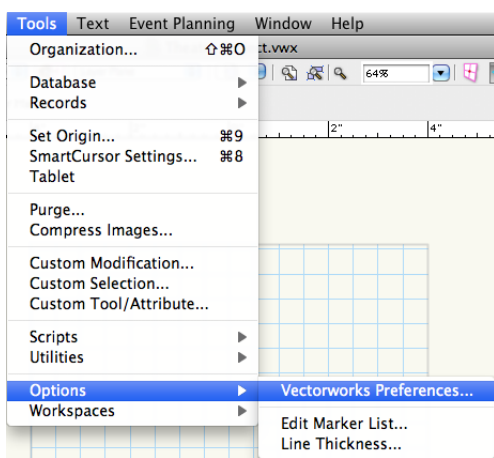 Tools Text Event Planning Window Help
Organization... ⇧⌘O
ct.vwx
64%
Database
Records
Set Origin... ⌘9
SmartCursor Settings... ⌘8
Tablet
2" 4"
Purge...
Compress Images...
Custom Modification...
Custom Selection...
Custom Tool/Attribute...
Scripts
Utilities
Options
Vectorworks Preferences...
Workspaces
Edit Marker List...
Line Thickness...